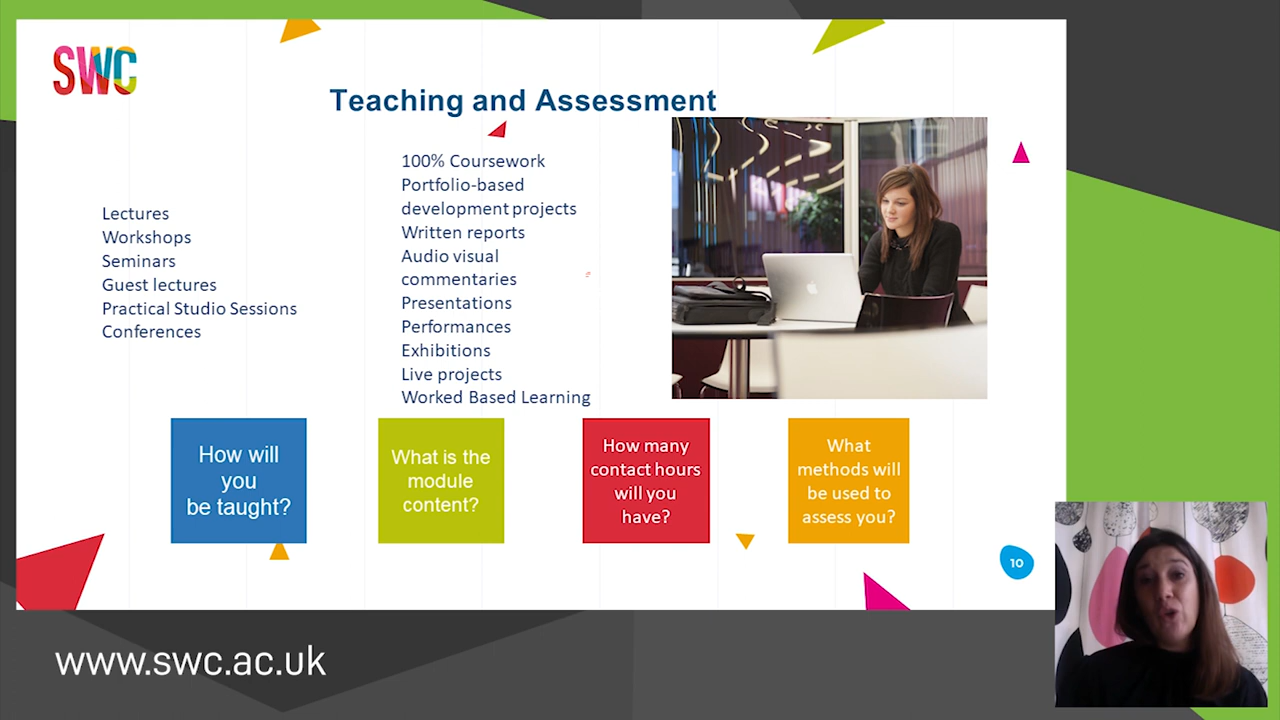 SWC
Teaching and Assessment
Lectures
Workshops
Seminars
Guest lectures
Practical Studio Sessions
Conferences
100% Coursework
Portfolio-based
development projects
Written reports
Audio visual
commentaries
Presentations
Performances
Exhibitions
Live projects
Worked Based Learning
How will
you
be taught?
What is the
module
content?
How many
contact hours
will you
have?
What
methods will
be used to
assess you?
10
www.swc.ac.uk